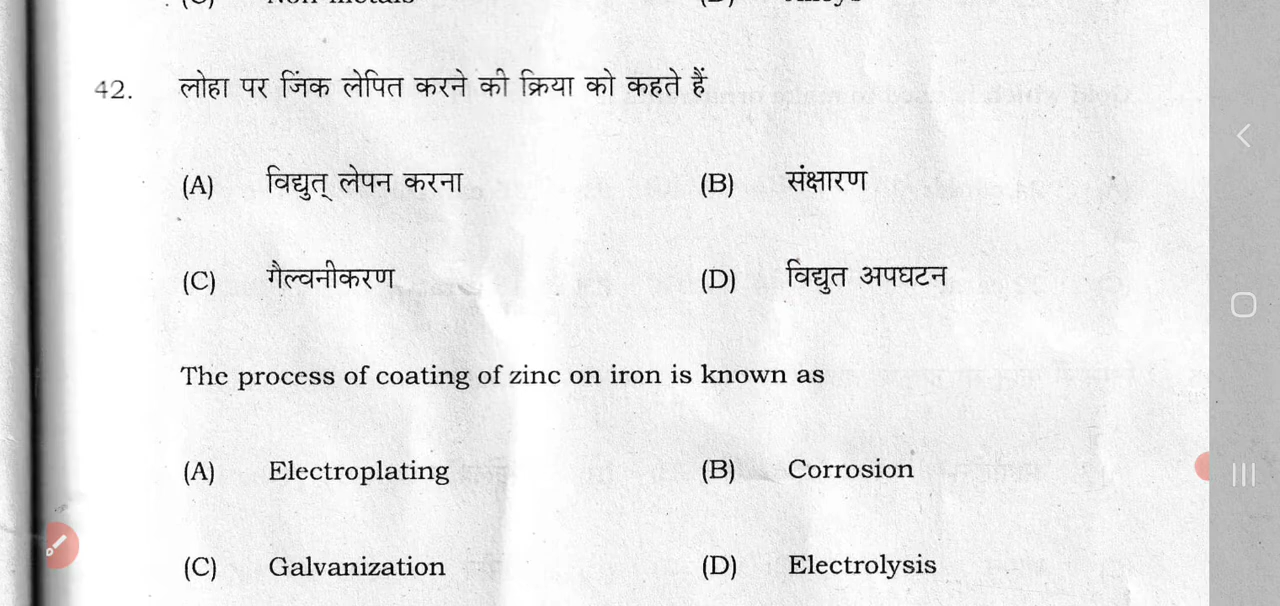 42. लोहा पर जिंक लेपित करने की क्रिया को कहते हैं
(A) विद्युत् लेपन करना (B) संक्षारण
(C) गैल्वनीकरण (D) विद्युत अपघटन
The process of coating of zinc on iron is known as
(A) Electroplating (B) Corrosion
(C) Galvanization (D) Electrolysis